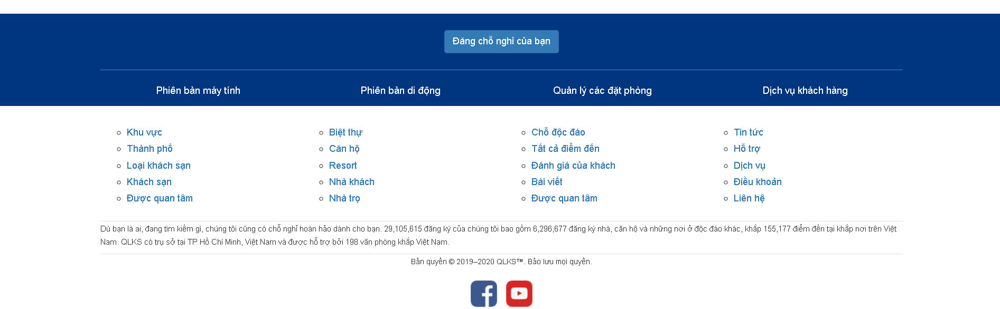 Đăng chỗ nghỉ của bạn
Phiên bản máy tính
Phiên bản di động
Quản lý các đặt phòng
Dịch vụ khách hàng
Khu vực
Thành phố
Loại khách sạn
Khách sạn
Được quan tâm
Biệt thự
Căn hộ
Resort
Nhà khách
Nhà trọ
Chỗ độc đáo
Tất cả điểm đến
Đánh giá của khách
Bài viết
Được quan tâm
Tin tức
Hỗ trợ
Dịch vụ
Điều khoản
Liên hệ
Dù bạn là ai, đang tìm kiếm gì, chúng tôi cũng có chỗ nghỉ hoàn hảo dành cho bạn. 29,105,615 đăng ký của chúng tôi bao gồm 6,296,677 đăng ký nhà, căn hộ và những nơi ở độc đáo khác, khắp 155,177 điểm đến tại khắp nơi trên Việt
Nam. QLKS có trụ sở tại TP Hồ Chí Minh, Việt Nam và được hỗ trợ bởi 198 văn phòng khắp Việt Nam.
Bản quyền © 2019–2020 QLKS™. Bảo lưu mọi quyền.